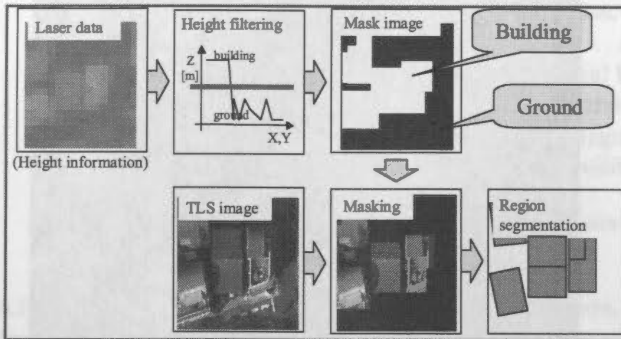 Laser data
Height filtering
Mask image
Building
Z
[m]
building
ground
X,Y
Ground
(Height information)
TLS image
Masking
Region
segmentation